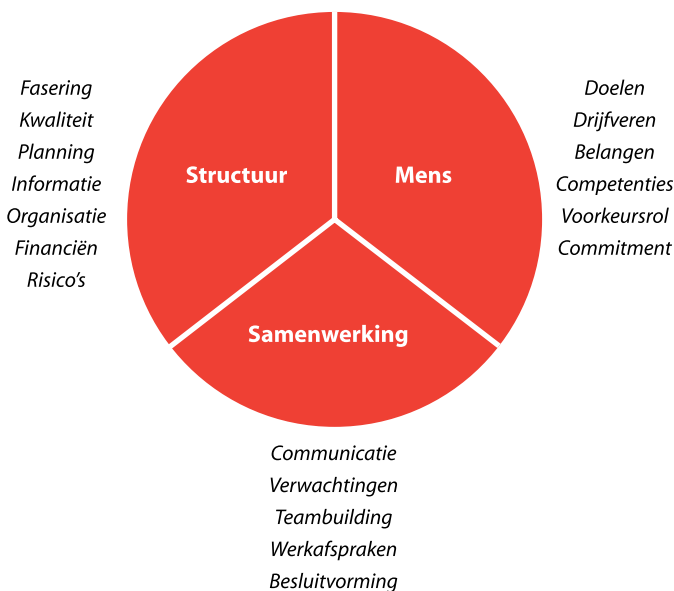 Fasering
Kwaliteit
Planning
Informatie
Organisatie
Financiën
Risico’s
Structuur
Mens
Doelen
Drijfveren
Belangen
Competenties
Voorkeursrol
Commitment
Samenwerking
Communicatie
Verwachtingen
Teambuilding
Werkafspraken
Besluitvorming